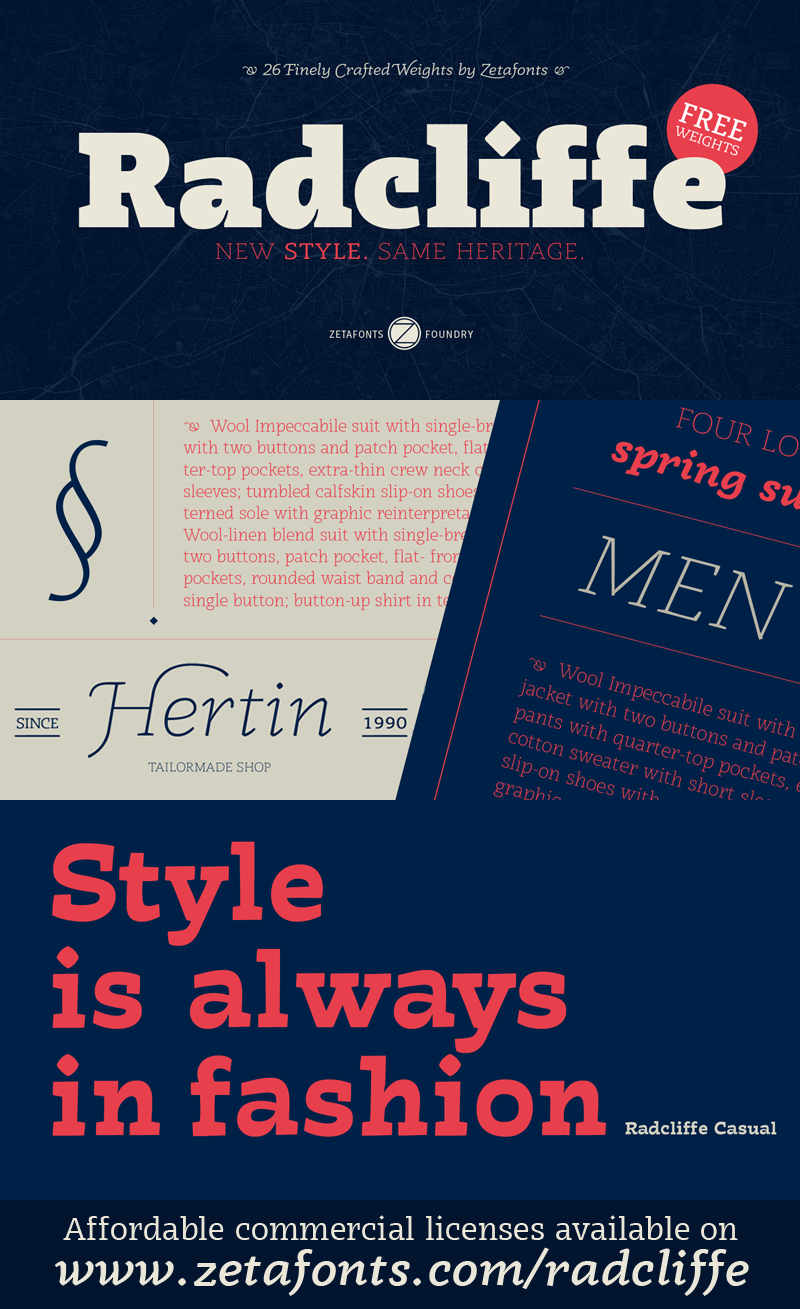 26 Finely Crafted Weights by Zetafonts
FREE
WEIGHTS
Radcliffe
NEW STYLE. SAME HERITAGE.
ZETAFONTS Z FOUNDRY
§
Wool Impeccabile suit with single-br
with two buttons and patch pocket, flat
ter-top pockets, extra-thin crew neck
sleeves; tumbled calfskin slip-on shoes
terned sole with graphic reinterpreta
Wool-linen blend suit with single-bre
two buttons, patch pocket, flat- fron
pockets, rounded waist band and c
single button; button-up shirt in te
SINCE
Hertin
1990
TAILORMADE SHOP
FOUR LO
spring su
MEN
Wool Impeccabile suit with
jacket with two buttons and pat
pants with quarter-top pockets, e
cotton sweater with short slee
slip-on shoes with
graphic
Style
is always
in fashion
Radcliffe Casual
Affordable commercial licenses available on
www.zetafonts.com/radcliffe